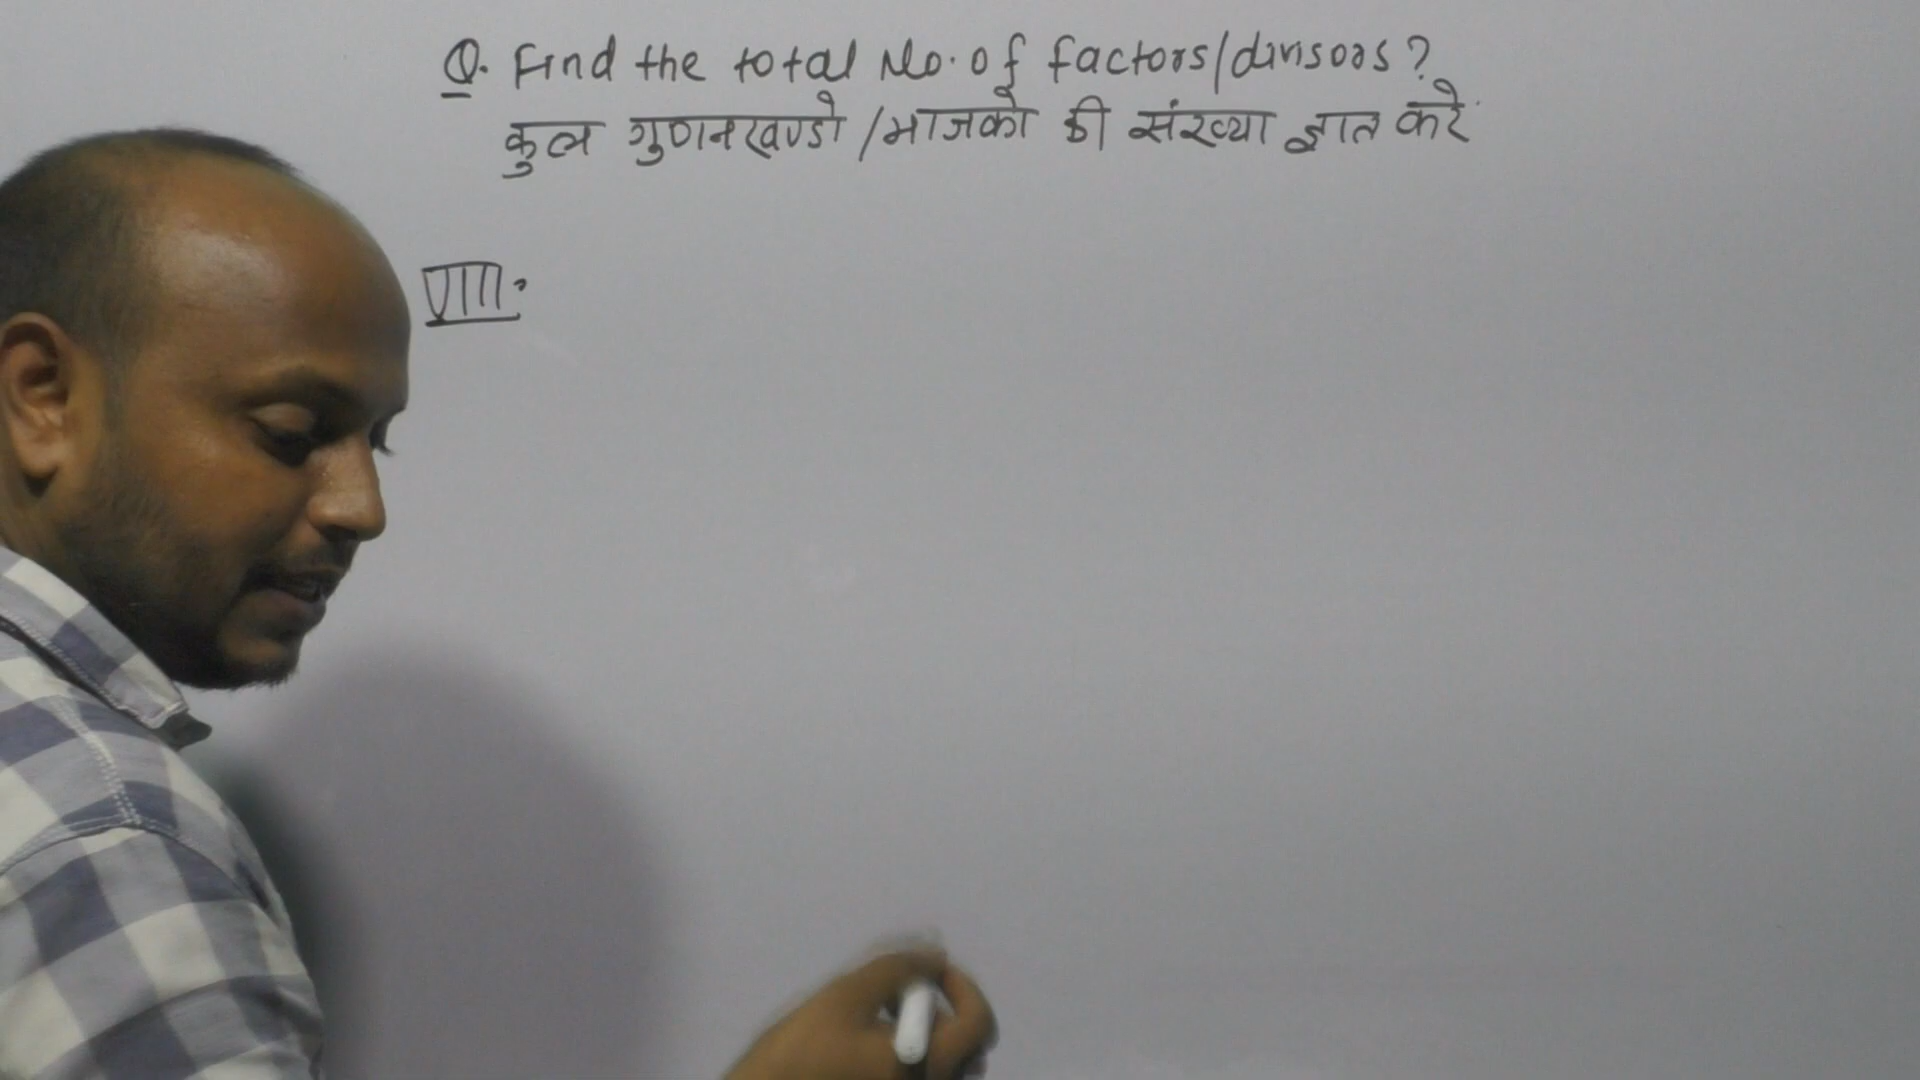 Q. Find the total No. of factors/divisors?
कुल गुणनखण्डो /भाजको की संख्या ज्ञात करे
VIII.